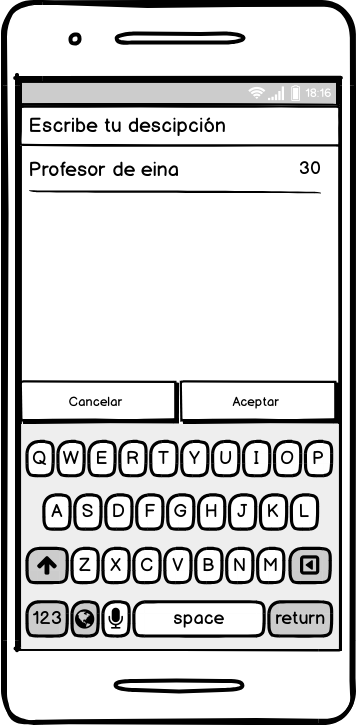 18:16
Escribe tu descipción
Profesor de eina 30
Cancelar Aceptar
Q W E R T Y U I O P
A S D F G H J K L
Z X C V B N M
123 space return